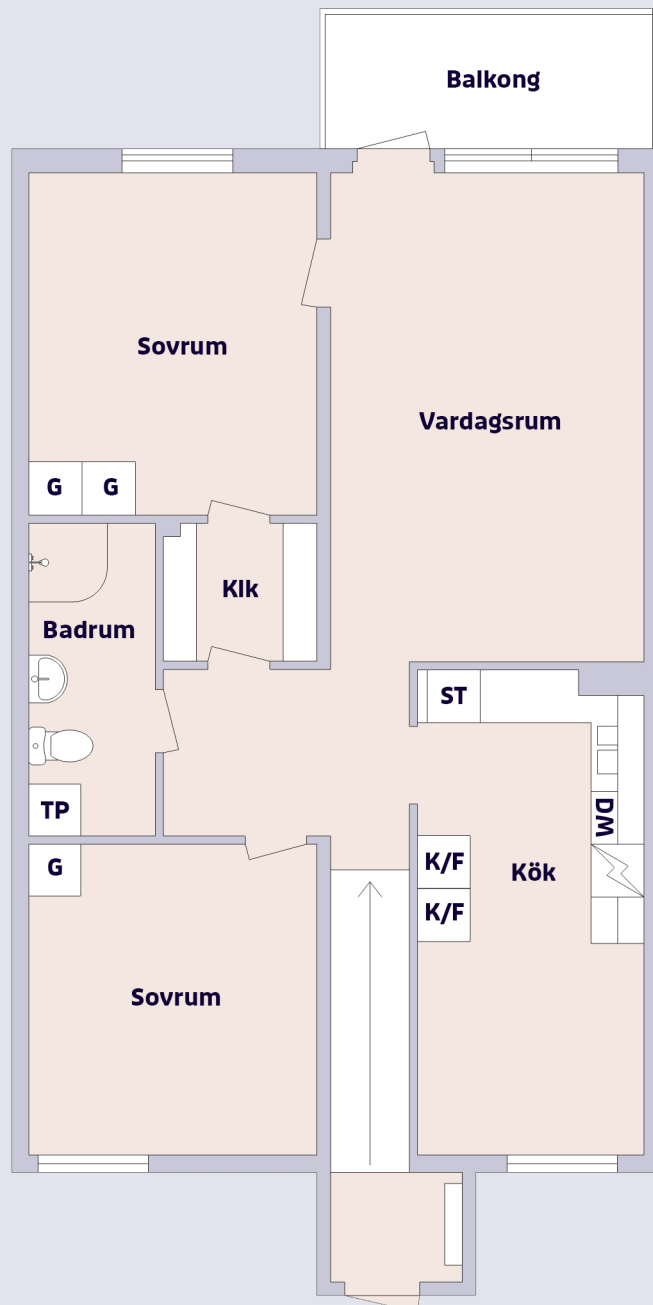 Balkong
Sovrum
Vardagsrum
G G
Klk
Badrum
ST
TP
DM
K/F
Kök
G
K/F
Sovrum